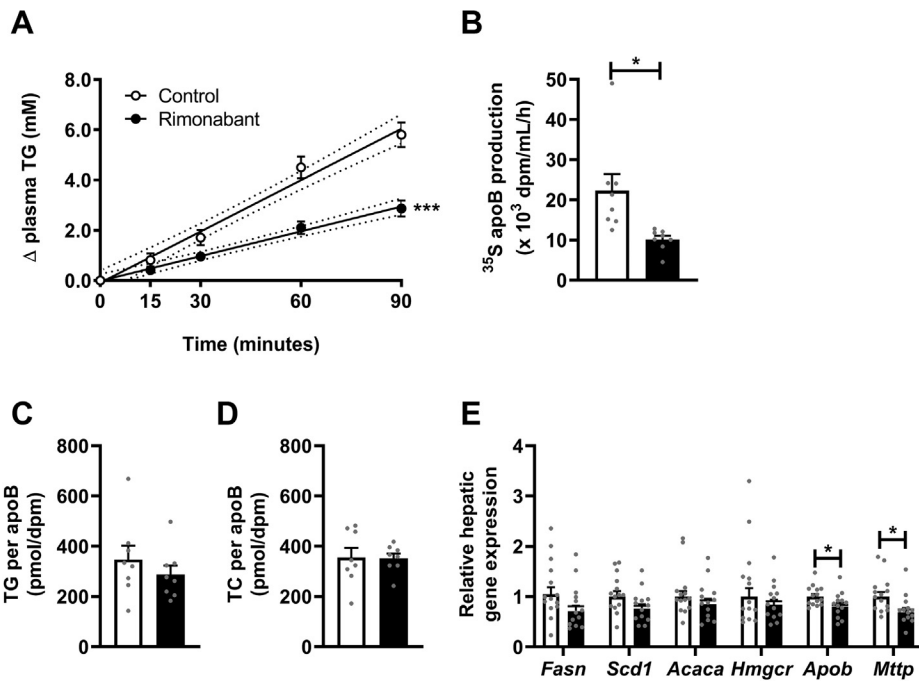 A
Δ plasma TG (mM)
8.0
6.0
4.0
2.0
0.0
Control
Rimonabant
***
0 15 30 60 90
Time (minutes)
B
³⁵S apoB production
(x 10³ dpm/mL/h)
50
40
30
20
10
0
*
C
TG per apoB
(pmol/dpm)
800
600
400
200
0
D
TC per apoB
(pmol/dpm)
800
600
400
200
0
E
Relative hepatic
gene expression
4
3
2
1
0
*
*
Fasn Scd1 Acaca Hmgcr Apob Mttp